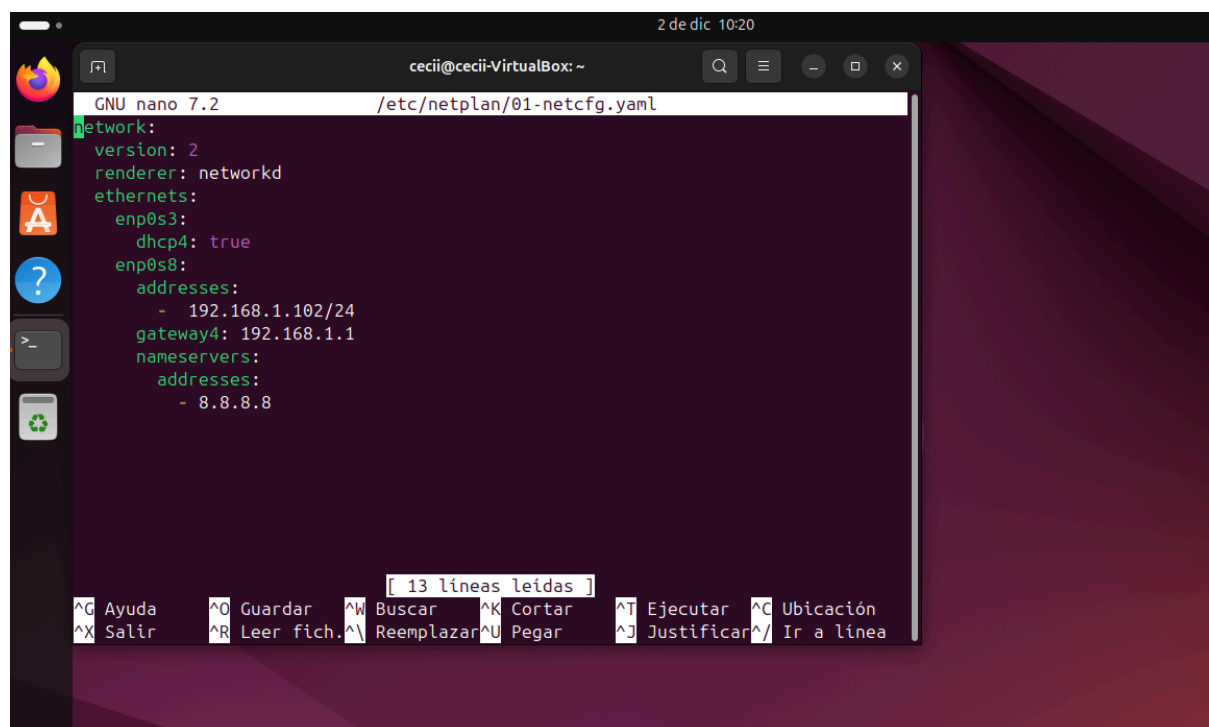 2 de dic 10:20
cecii@cecii-VirtualBox: ~
GNU nano 7.2 /etc/netplan/01-netcfg.yaml
network:
  version: 2
  renderer: networkd
  ethernets:
    enp0s3:
      dhcp4: true
    enp0s8:
      addresses:
        -  192.168.1.102/24
      gateway4: 192.168.1.1
      nameservers:
        addresses:
          - 8.8.8.8
[ 13 líneas leídas ]
^G Ayuda ^O Guardar ^W Buscar ^K Cortar ^T Ejecutar ^C Ubicación
^X Salir ^R Leer fich. ^\ Reemplazar ^U Pegar ^J Justificar ^/ Ir a línea